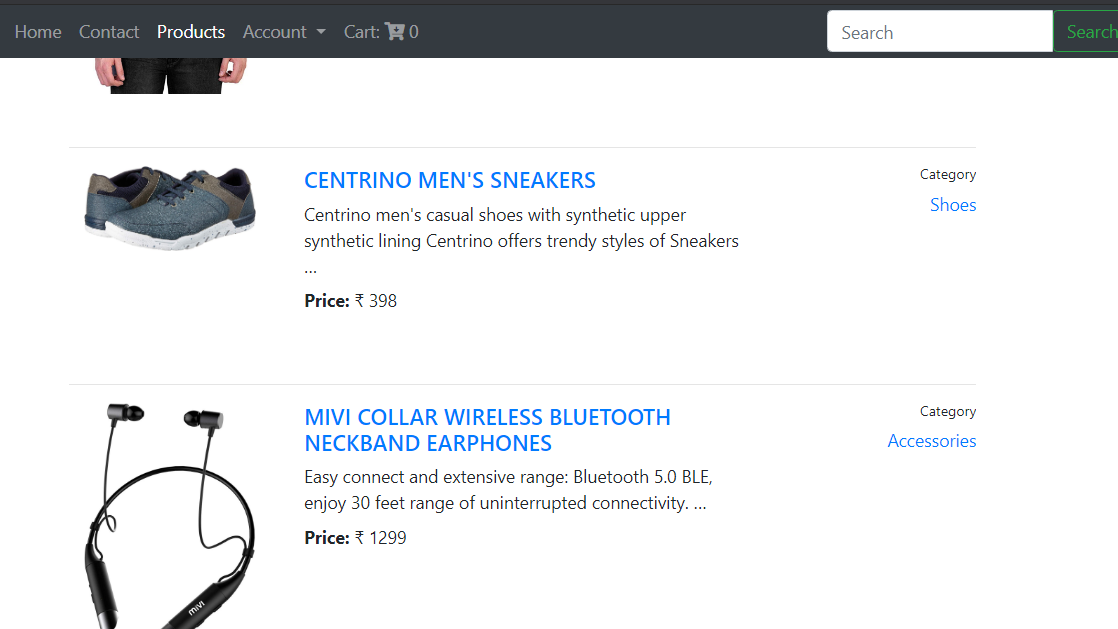 Home Contact Products Account Cart: 0 Search Search
CENTRINO MEN'S SNEAKERS
Category
Shoes
Centrino men's casual shoes with synthetic upper
synthetic lining Centrino offers trendy styles of Sneakers
...
Price: ₹ 398
MIVI COLLAR WIRELESS BLUETOOTH
NECKBAND EARPHONES
Category
Accessories
Easy connect and extensive range: Bluetooth 5.0 BLE,
enjoy 30 feet range of uninterrupted connectivity. ...
Price: ₹ 1299
mivi